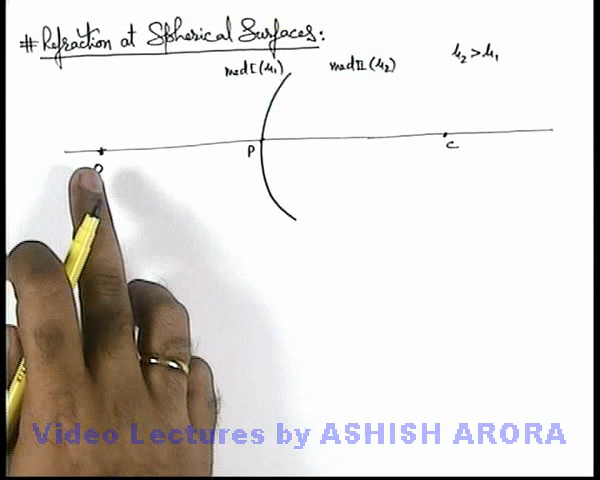 # Refraction at Spherical Surfaces:
med I (μ₁) med II (μ₂) μ₂ > μ₁
O P C
Video Lectures by ASHISH ARORA